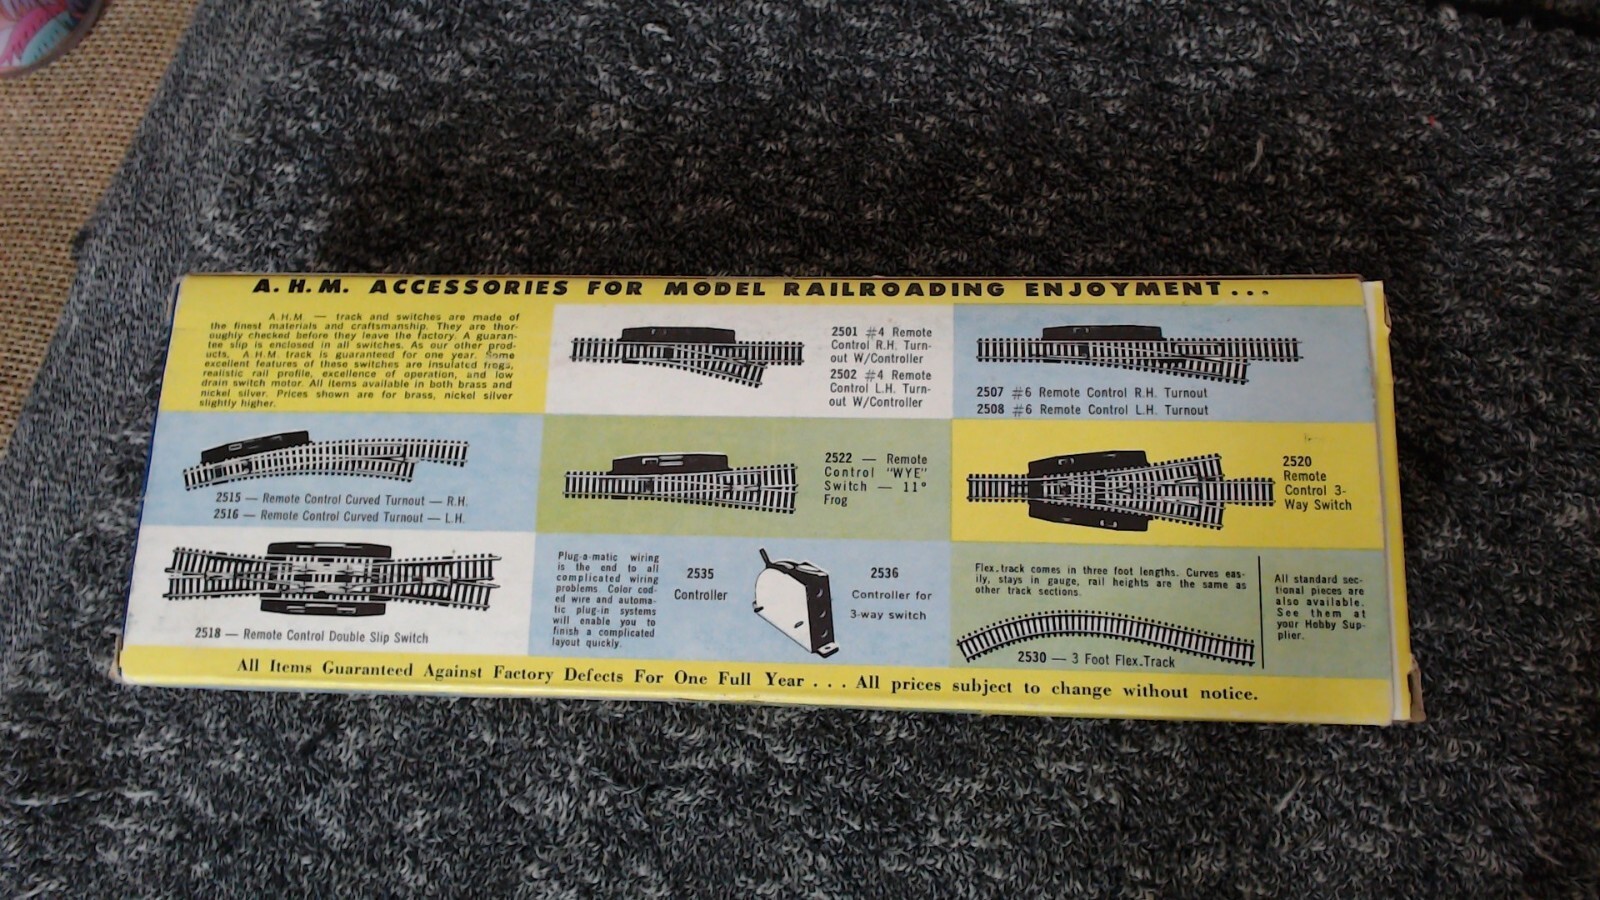 A. H. M. ACCESSORIES FOR MODEL RAILROADING ENJOYMENT...
A.H.M. — track and switches are made of
the finest materials and craftsmanship. They are thor-
oughly checked before they leave the factory. A guaran-
tee slip is enclosed in all switches. As our other prod-
ucts, A H M track is guaranteed for one year. Some
excellent features of these switches are insulated frogs,
realistic rail profile, excellence of operation, and low
drain switch motor. All items available in both brass and
nickel silver. Prices shown are for brass, nickel silver
slightly higher.
2501 #4 Remote
Control R.H. Turn-
out W/Controller
2502 #4 Remote
Control L.H. Turn-
out W/Controller
2507 #6 Remote Control R.H. Turnout
2508 #6 Remote Control L.H. Turnout
2515 — Remote Control Curved Turnout — R.H.
2516 — Remote Control Curved Turnout — L.H.
2522 — Remote
Control "WYE"
Switch — 11°
Frog
2520
Remote
Control 3-
Way Switch
2518 — Remote Control Double Slip Switch
Plug-a-matic wiring
is the end to all
complicated wiring
problems. Color cod-
ed wire and automa-
tic plug-in systems
will enable you to
finish a complicated
layout quickly.
2535
Controller
2536
Controller for
3-way switch
Flex.track comes in three foot lengths. Curves eas-
ily, stays in gauge, rail heights are the same as
other track sections.
2530 — 3 Foot Flex.Track
All standard sec-
tional pieces are
also available.
See them at
your Hobby Sup-
plier.
All Items Guaranteed Against Factory Defects For One Full Year . . . All prices subject to change without notice.